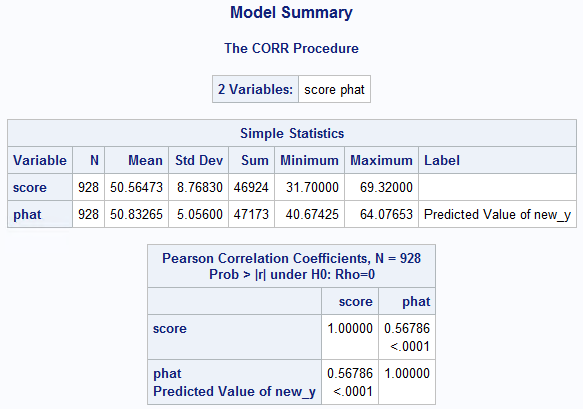 Model Summary
The CORR Procedure
2 Variables: score phat
Simple Statistics
Variable N Mean Std Dev Sum Minimum Maximum Label
score 928 50.56473 8.76830 46924 31.70000 69.32000
phat 928 50.83265 5.05600 47173 40.67425 64.07653 Predicted Value of new_y
Pearson Correlation Coefficients, N = 928
Prob > |r| under H0: Rho=0
score phat
score 1.00000 0.56786
<.0001
phat 0.56786 1.00000
Predicted Value of new_y <.0001